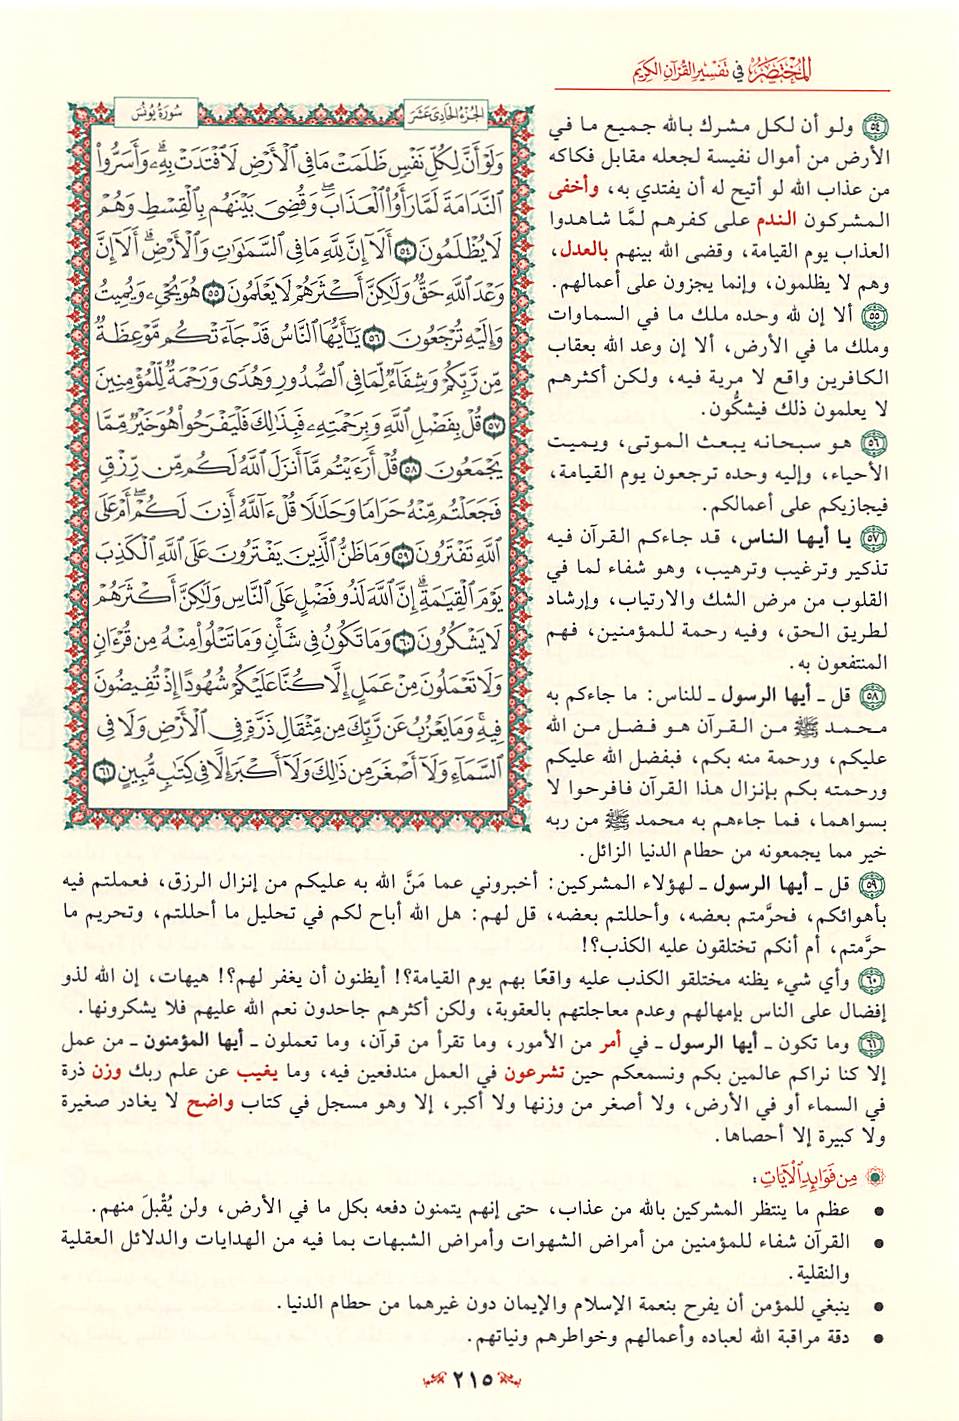 المُخْتَصَرُ فِي تَفْسِيرِ القُرْآنِ الكَرِيمِ
الجُزْءُ الحَادِي عَشَرَ
سُورَةُ يُونُسَ
وَلَوْ أَنَّ لِكُلِّ نَفْسٍ ظَلَمَتْ مَا فِي ٱلْأَرْضِ لَٱفْتَدَتْ بِهِۦۗ وَأَسَرُّوا۟
ٱلنَّدَامَةَ لَمَّا رَأَوُا۟ ٱلْعَذَابَۖ وَقُضِىَ بَيْنَهُم بِٱلْقِسْطِ وَهُمْ
لَا يُظْلَمُونَ ٥٤ أَلَآ إِنَّ لِلَّهِ مَا فِي ٱلسَّمَٰوَٰتِ وَٱلْأَرْضِۗ أَلَآ إِنَّ
وَعْدَ ٱللَّهِ حَقٌّ وَلَٰكِنَّ أَكْثَرَهُمْ لَا يَعْلَمُونَ ٥٥ هُوَ يُحْيِۦ وَيُمِيتُ
وَإِلَيْهِ تُرْجَعُونَ ٥٦ يَٰٓأَيُّهَا ٱلنَّاسُ قَدْ جَآءَتْكُم مَّوْعِظَةٌ
مِّن رَّبِّكُمْ وَشِفَآءٌ لِّمَا فِي ٱلصُّدُورِ وَهُدًى وَرَحْمَةٌ لِّلْمُؤْمِنِينَ
٥٧ قُلْ بِفَضْلِ ٱللَّهِ وَبِرَحْمَتِهِۦ فَبِذَٰلِكَ فَلْيَفْرَحُوا۟ هُوَ خَيْرٌ مِّمَّا
يَجْمَعُونَ ٥٨ قُلْ أَرَءَيْتُم مَّآ أَنزَلَ ٱللَّهُ لَكُم مِّن رِّزْقٍ
فَجَعَلْتُم مِّنْهُ حَرَامًا وَحَلَٰلًا قُلْ ءَآللَّهُ أَذِنَ لَكُمْۖ أَمْ عَلَى
ٱللَّهِ تَفْتَرُونَ ٥٩ وَمَا ظَنُّ ٱلَّذِينَ يَفْتَرُونَ عَلَى ٱللَّهِ ٱلْكَذِبَ
يَوْمَ ٱلْقِيَٰمَةِۗ إِنَّ ٱللَّهَ لَذُو فَضْلٍ عَلَى ٱلنَّاسِ وَلَٰكِنَّ أَكْثَرَهُمْ
لَا يَشْكُرُونَ ٦٠ وَمَا تَكُونُ فِي شَأْنٍ وَمَا تَتْلُوا۟ مِنْهُ مِن قُرْءَانٍ
وَلَا تَعْمَلُونَ مِنْ عَمَلٍ إِلَّا كُنَّا عَلَيْكُمْ شُهُودًا إِذْ تُفِيضُونَ
فِيهِۚ وَمَا يَعْزُبُ عَن رَّبِّكَ مِن مِّثْقَالِ ذَرَّةٍ فِي ٱلْأَرْضِ وَلَا فِي
ٱلسَّمَآءِ وَلَآ أَصْغَرَ مِن ذَٰلِكَ وَلَآ أَكْبَرَ إِلَّا فِي كِتَٰبٍ مُّبِينٍ ٦١
٥٤ ولو أن لكل مشرك بالله جميع ما في
الأرض من أموال نفيسة لجعله مقابل فكاكه
من عذاب الله لو أتيح له أن يفتدي به، وأخفى
المشركون الندم على كفرهم لمَّا شاهدوا
العذاب يوم القيامة، وقضى الله بينهم بالعدل،
وهم لا يظلمون، وإنما يجزون على أعمالهم.
٥٥ ألا إن لله وحده ملك ما في السماوات
وملك ما في الأرض، ألا إن وعد الله بعقاب
الكافرين واقع لا مرية فيه، ولكن أكثرهم
لا يعلمون ذلك فيشكُّون.
٥٦ هو سبحانه يبعث الموتى، ويميت
الأحياء، وإليه وحده ترجعون يوم القيامة،
فيجازيكم على أعمالكم.
٥٧ يا أيها الناس، قد جاءكم القرآن فيه
تذكير وترغيب وترهيب، وهو شفاء لما في
القلوب من مرض الشك والارتياب، وإرشاد
لطريق الحق، وفيه رحمة للمؤمنين، فهم
المنتفعون به.
٥٨ قل ـ أيها الرسول ـ للناس: ما جاءكم به
محمد ﷺ من القرآن هو فضل من الله
عليكم، ورحمة منه بكم، فبفضل الله عليكم
ورحمته بكم بإنزال هذا القرآن فافرحوا لا
بسواهما، فما جاءهم به محمد ﷺ من ربه
خير مما يجمعونه من حطام الدنيا الزائل.
٥٩ قل ـ أيها الرسول ـ لهؤلاء المشركين: أخبروني عما مَنَّ الله به عليكم من إنزال الرزق، فعملتم فيه
بأهوائكم، فحرَّمتم بعضه، وأحللتم بعضه، قل لهم: هل الله أباح لكم في تحليل ما أحللتم، وتحريم ما
حرَّمتم، أم أنكم تختلقون عليه الكذب؟!
٦٠ وأي شيء يظنه مختلقو الكذب عليه واقعًا بهم يوم القيامة؟! أيظنون أن يغفر لهم؟! هيهات، إن الله لذو
إفضال على الناس بإمهالهم وعدم معاجلتهم بالعقوبة، ولكن أكثرهم جاحدون نعم الله عليهم فلا يشكرونها.
٦١ وما تكون ـ أيها الرسول ـ في أمر من الأمور، وما تقرأ من قرآن، وما تعملون ـ أيها المؤمنون ـ من عمل
إلا كنا نراكم عالمين بكم ونسمعكم حين تشرعون في العمل مندفعين فيه، وما يغيب عن علم ربك وزن ذرة
في السماء أو في الأرض، ولا أصغر من وزنها ولا أكبر، إلا وهو مسجل في كتاب واضح لا يغادر صغيرة
ولا كبيرة إلا أحصاها.
مِن فَوَائِدِ الآيَاتِ:
• عظم ما ينتظر المشركين بالله من عذاب، حتى إنهم يتمنون دفعه بكل ما في الأرض، ولن يُقْبلَ منهم.
• القرآن شفاء للمؤمنين من أمراض الشهوات وأمراض الشبهات بما فيه من الهدايات والدلائل العقلية
والنقلية.
• ينبغي للمؤمن أن يفرح بنعمة الإسلام والإيمان دون غيرهما من حطام الدنيا.
• دقة مراقبة الله لعباده وأعمالهم وخواطرهم ونياتهم.
٢١٥